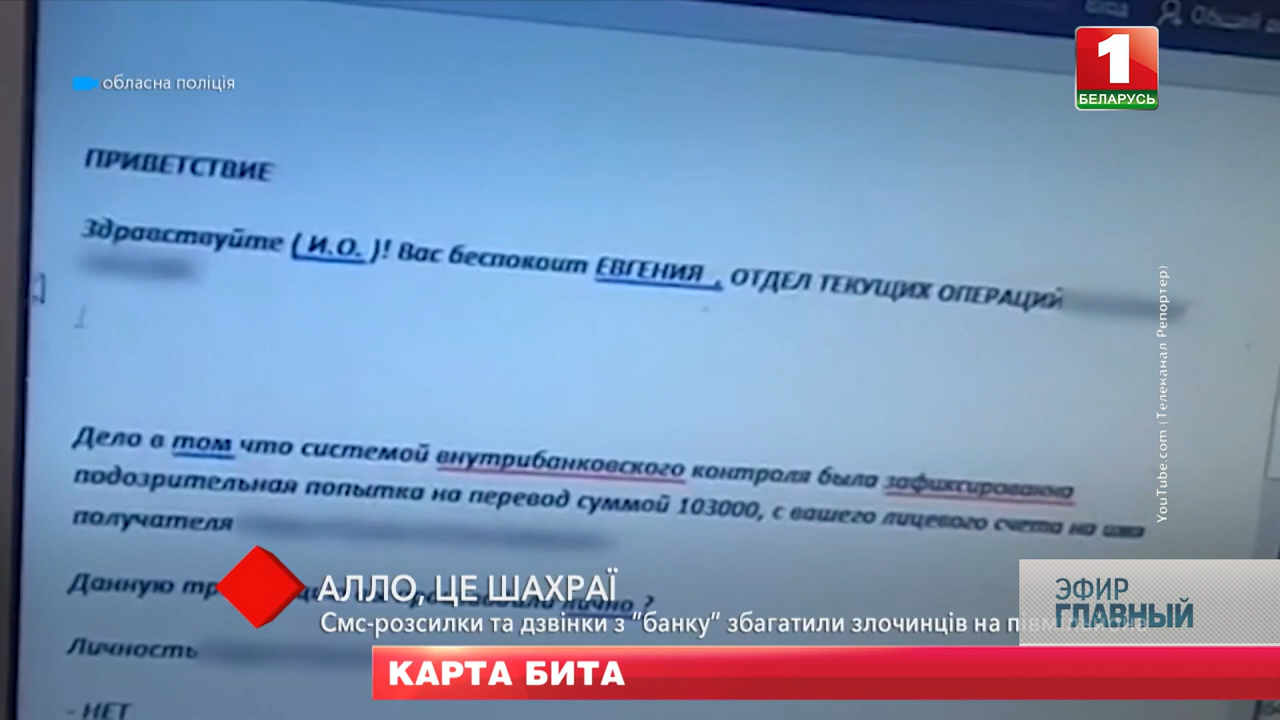 Вид
Общий д
1
БЕЛАРУСЬ
обласна поліція
ПРИВЕТСТВИЕ
Здравствуйте ( И.О. )! Вас беспокоит ЕВГЕНИЯ , ОТДЕЛ ТЕКУЩИХ ОПЕРАЦИЙ
YouTube.com (Телеканал Репортер)
Дело в том что системой внутрибанковского контроля была зафиксирована
подозрительная попытка на перевод суммой 103000, с вашего лицевого счета на имя
получателя
Данную лично ?
АЛЛО, ЦЕ ШАХРАЇ
Смс-розсилки та дзвінки з "банку" збагатили злочинців на
ЭФИР
ГЛАВНЫЙ
Личность
КАРТА БИТА
- НЕТ